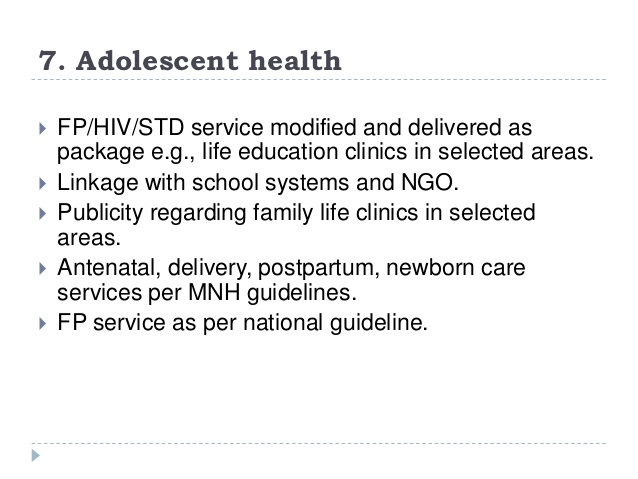 7. Adolescent health
FP/HIV/STD service modified and delivered as
package e.g., life education clinics in selected areas.
Linkage with school systems and NGO.
Publicity regarding family life clinics in selected
areas.
Antenatal, delivery, postpartum, newborn care
services per MNH guidelines.
FP service as per national guideline.